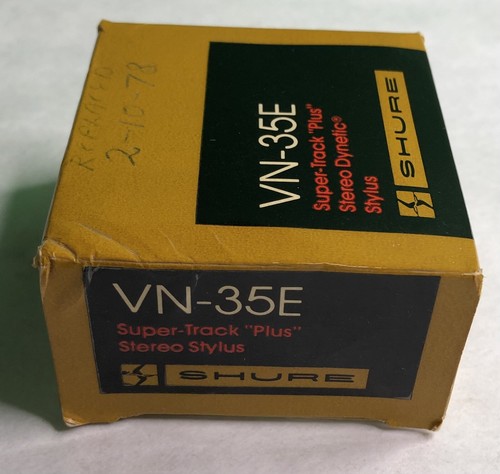 REPLACED
2-10-78
VN-35E
Super-Track "Plus"
Stereo Dynetic®
Stylus
SHURE
VN-35E
Super-Track "Plus"
Stereo Stylus
SHURE